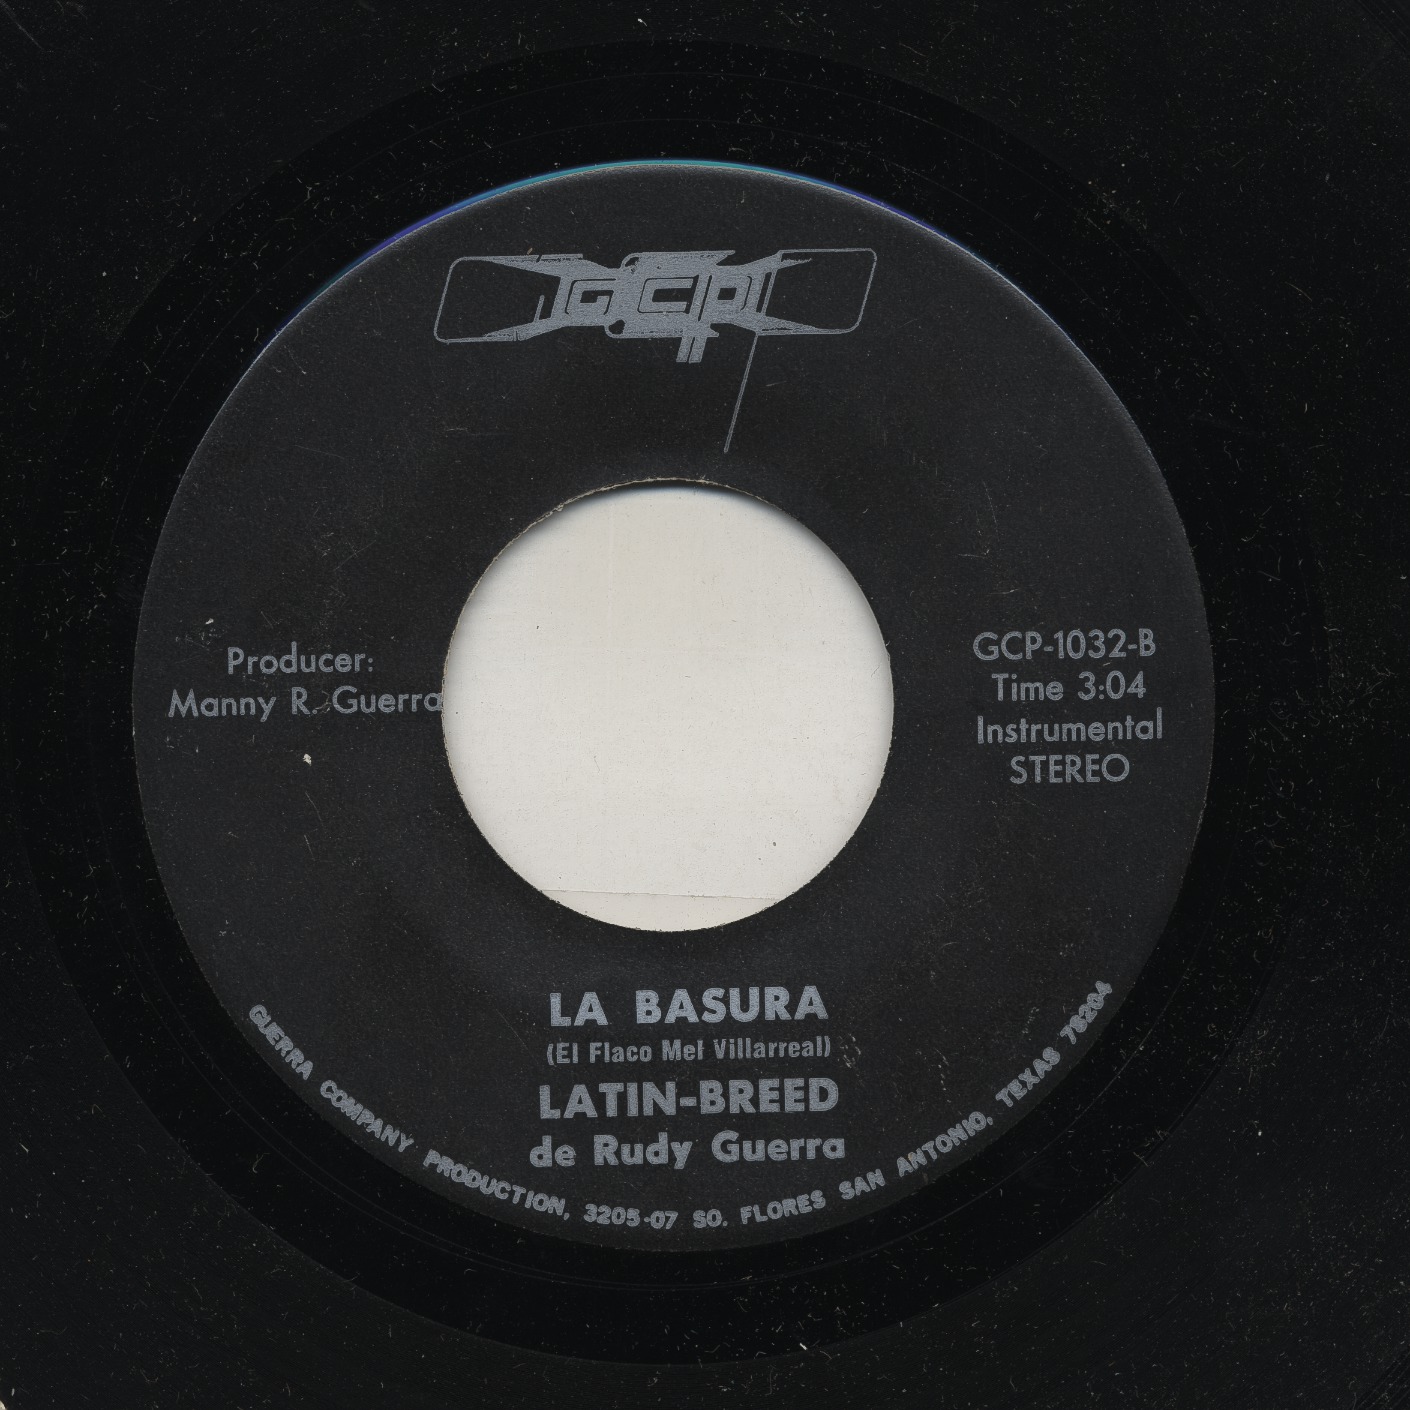 GCP
Producer:
Manny R. Guerra
GCP-1032-B
Time 3:04
Instrumental
STEREO
LA BASURA
(El Flaco Mel Villarreal)
LATIN-BREED
de Rudy Guerra
GUERRA COMPANY PRODUCTION, 3205-07 SO. FLORES SAN ANTONIO, TEXAS 78204